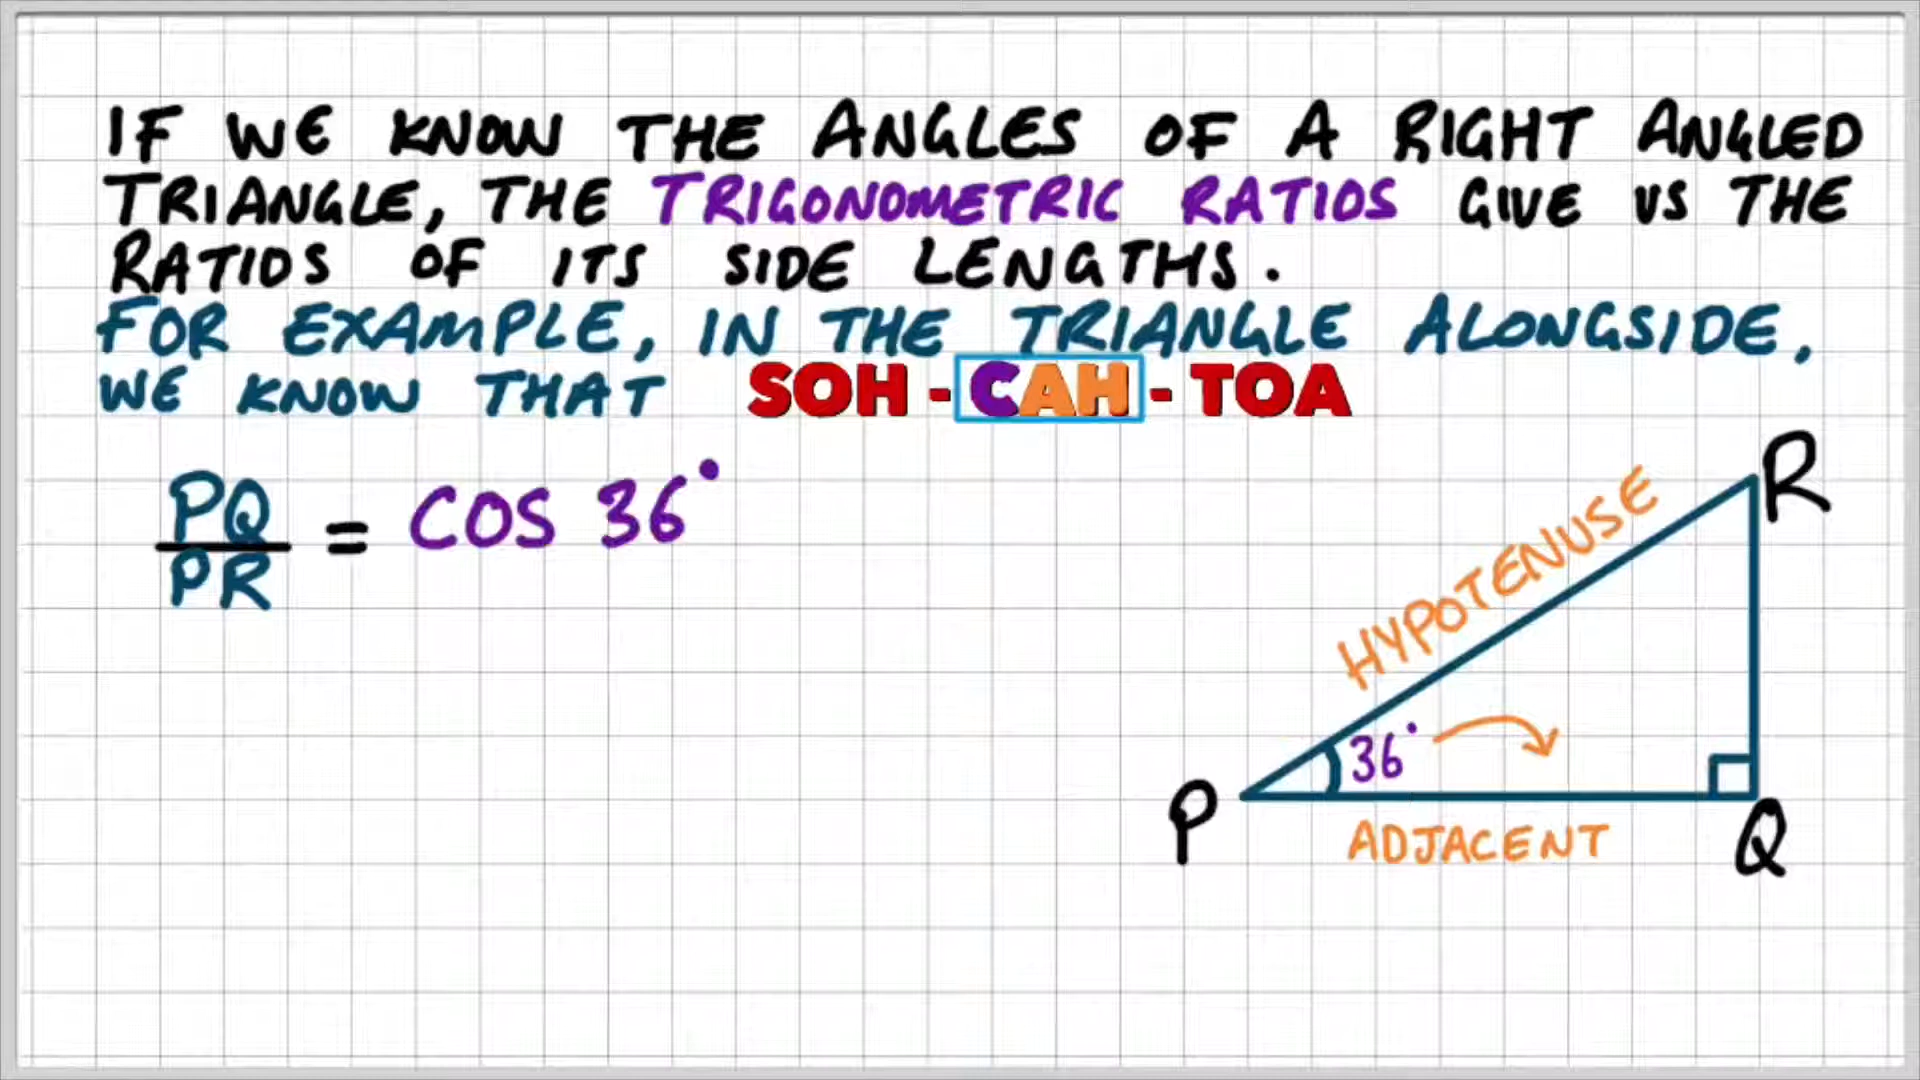 IF WE KNOW THE ANGLES OF A RIGHT ANGLED
TRIANGLE, THE TRIGONOMETRIC RATIOS GIVE US THE
RATIOS OF ITS SIDE LENGTHS.
FOR EXAMPLE, IN THE TRIANGLE ALONGSIDE,
WE KNOW THAT SOH - CAH - TOA
PQ
PR
= COS 36°
R
HYPOTENUSE
36°
P
ADJACENT
Q